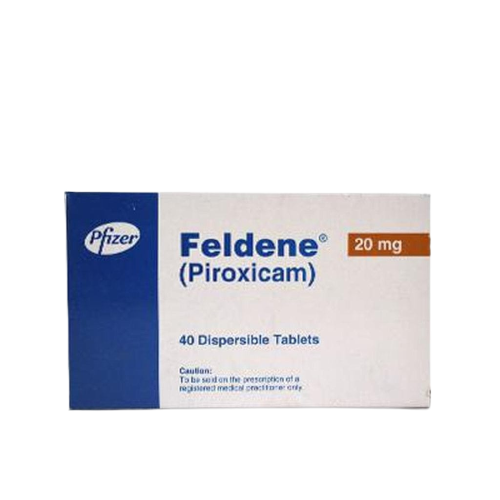 Pfizer
Feldene®
20 mg
(Piroxicam)
40 Dispersible Tablets
Caution:
To be sold on the prescription of a
registered medical practitioner only.